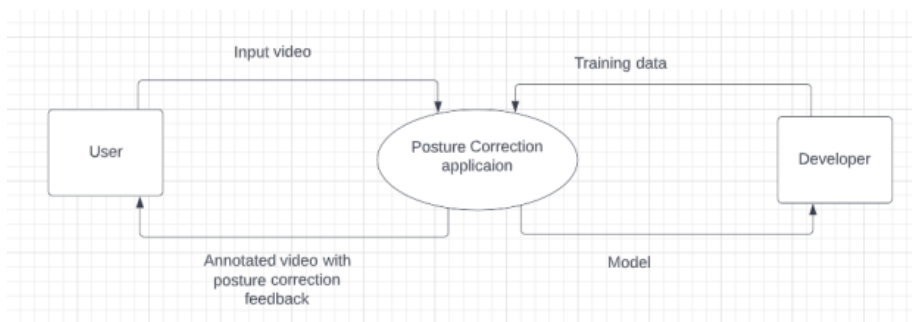 Input video
Training data
User
Posture Correction
applicaion
Developer
Annotated video with
posture correction
feedback
Model